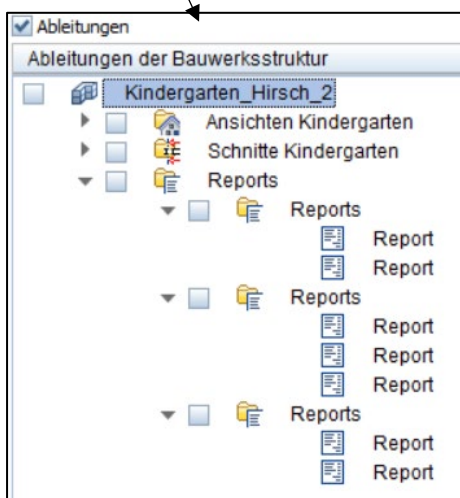 Ableitungen
Ableitungen der Bauwerksstruktur
Kindergarten_Hirsch_2
Ansichten Kindergarten
Schnitte Kindergarten
Reports
Reports
Report
Report
Reports
Report
Report
Report
Reports
Report
Report